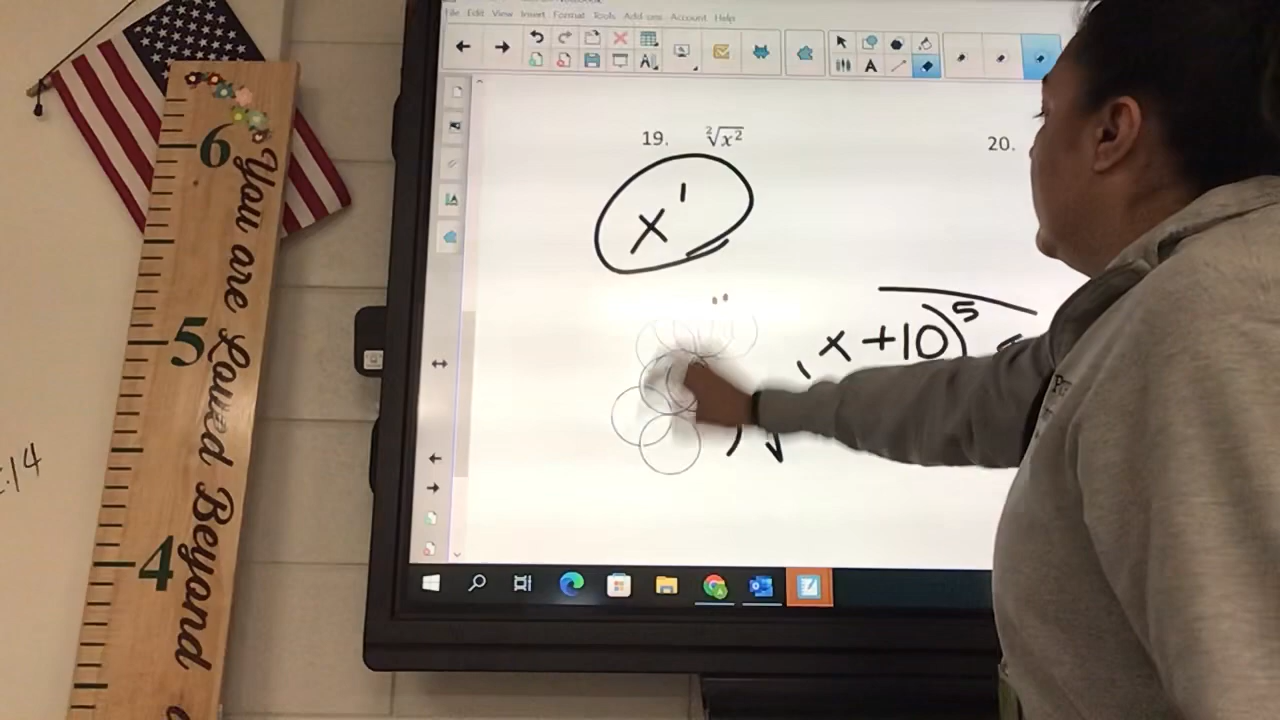 File Edit View Insert Format Tools Add-ons Account Help
19. ²√x²
20.
x¹
x + 10)⁵
6
5
4
You are Loved Beyond
:14